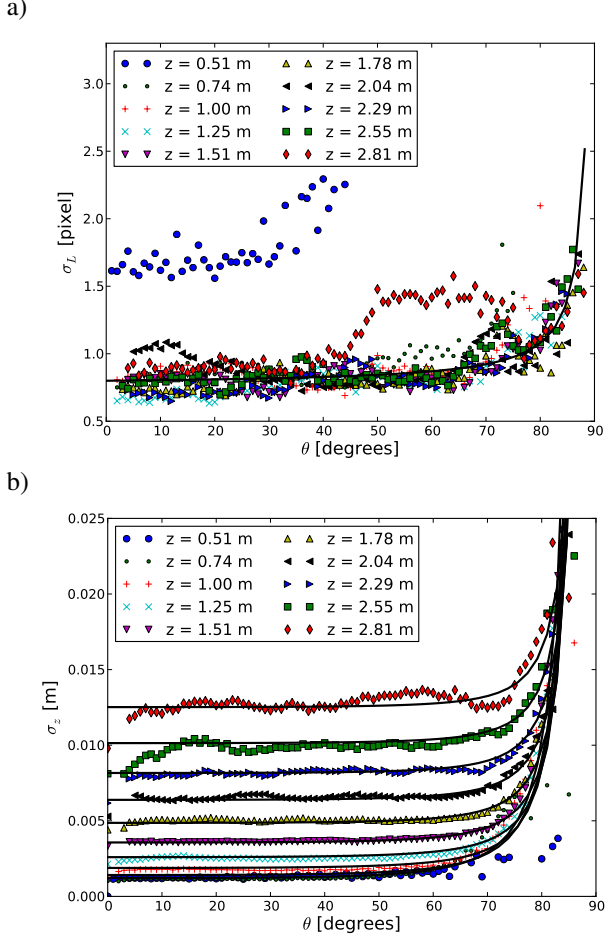 a)
3.0
2.5
2.0
1.5
1.0
0.5
σL [pixel]
z = 0.51 m
z = 0.74 m
z = 1.00 m
z = 1.25 m
z = 1.51 m
z = 1.78 m
z = 2.04 m
z = 2.29 m
z = 2.55 m
z = 2.81 m
0 10 20 30 40 50 60 70 80 90
θ [degrees]
b)
0.025
0.020
0.015
0.010
0.005
0.000
σz [m]
z = 0.51 m
z = 0.74 m
z = 1.00 m
z = 1.25 m
z = 1.51 m
z = 1.78 m
z = 2.04 m
z = 2.29 m
z = 2.55 m
z = 2.81 m
0 10 20 30 40 50 60 70 80 90
θ [degrees]